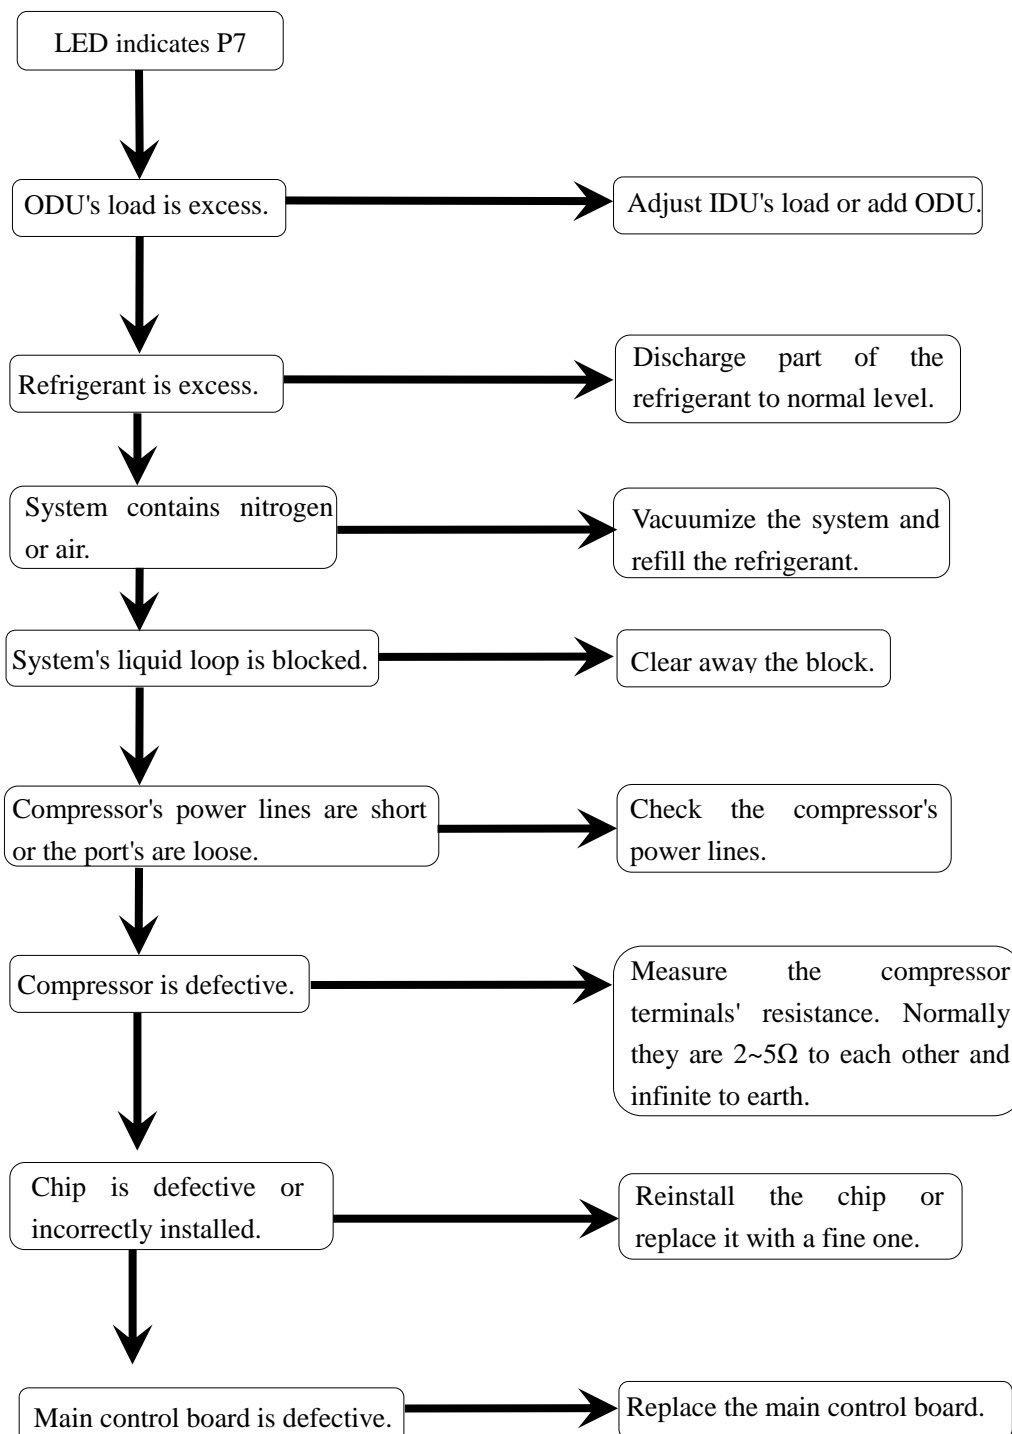 LED indicates P7
ODU's load is excess.
Adjust IDU's load or add ODU.
Refrigerant is excess.
Discharge part of the
refrigerant to normal level.
System contains nitrogen
or air.
Vacuumize the system and
refill the refrigerant.
System's liquid loop is blocked.
Clear away the block.
Compressor's power lines are short
or the port's are loose.
Check the compressor's
power lines.
Compressor is defective.
Measure the compressor
terminals' resistance. Normally
they are 2~5Ω to each other and
infinite to earth.
Chip is defective or
incorrectly installed.
Reinstall the chip or
replace it with a fine one.
Main control board is defective.
Replace the main control board.